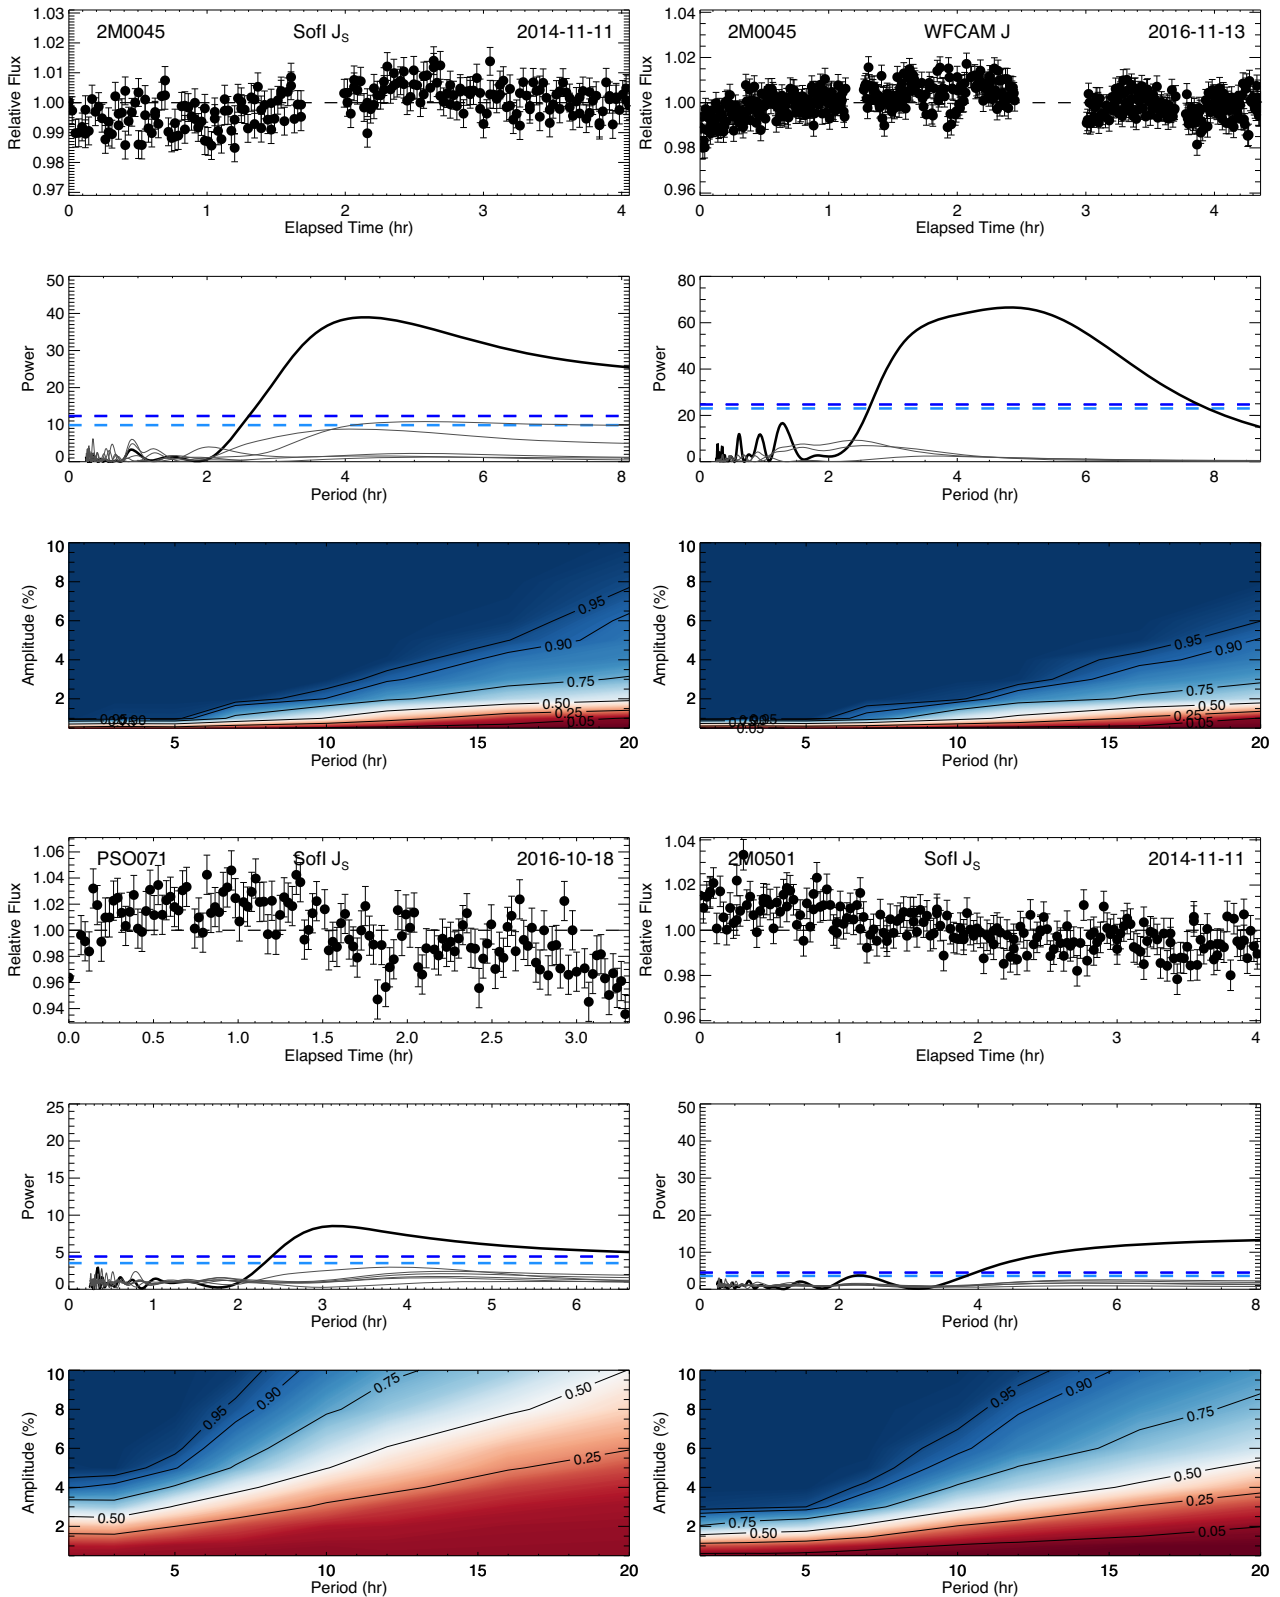 2M0045 SofI J_S 2014-11-11
Relative Flux
1.03
1.02
1.01
1.00
0.99
0.98
0.97
0 1 2 3 4
Elapsed Time (hr)
2M0045 WFCAM J 2016-11-13
Relative Flux
1.04
1.02
1.00
0.98
0.96
0 1 2 3 4
Elapsed Time (hr)
Power
50
40
30
20
10
0
0 2 4 6 8
Period (hr)
Power
80
60
40
20
0
0 2 4 6 8
Period (hr)
Amplitude (%)
10
8
6
4
2
0.95
0.90
0.75
0.50
0.25
0.05
5 10 15 20
Period (hr)
Amplitude (%)
10
8
6
4
2
0.95
0.90
0.75
0.50
0.25
0.05
0.05
5 10 15 20
Period (hr)
PSO071 SofI J_S 2016-10-18
Relative Flux
1.06
1.04
1.02
1.00
0.98
0.96
0.94
0.0 0.5 1.0 1.5 2.0 2.5 3.0
Elapsed Time (hr)
2M0501 SofI J_S 2014-11-11
Relative Flux
1.04
1.02
1.00
0.98
0.96
0 1 2 3 4
Elapsed Time (hr)
Power
25
20
15
10
5
0
0 1 2 3 4 5 6
Period (hr)
Power
50
40
30
20
10
0
0 2 4 6 8
Period (hr)
Amplitude (%)
10
8
6
4
2
0.95
0.90
0.75
0.50
0.25
0.50
5 10 15 20
Period (hr)
Amplitude (%)
10
8
6
4
2
0.95
0.90
0.75
0.50
0.25
0.05
0.75
0.50
5 10 15 20
Period (hr)